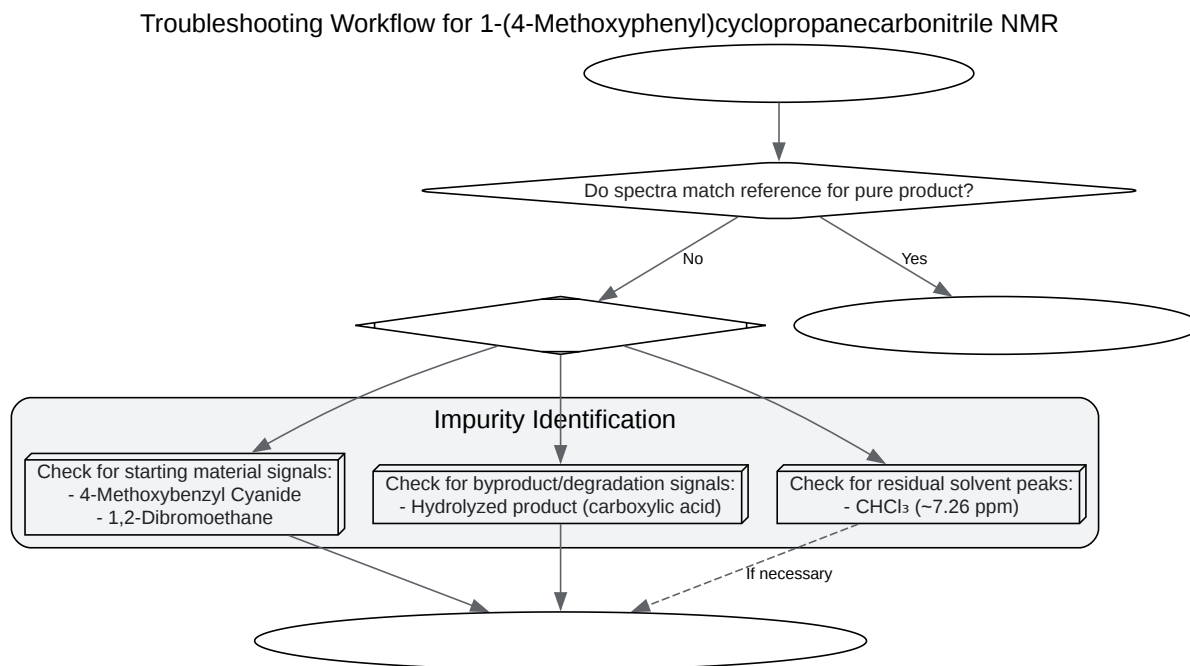 Troubleshooting Workflow for 1-(4-Methoxyphenyl)cyclopropanecarbonitrile NMR
Do spectra match reference for pure product?
No
Yes
Impurity Identification
Check for starting material signals:
- 4-Methoxybenzyl Cyanide
- 1,2-Dibromoethane
Check for byproduct/degradation signals:
- Hydrolyzed product (carboxylic acid)
Check for residual solvent peaks:
- CHCl₃ (~7.26 ppm)
If necessary